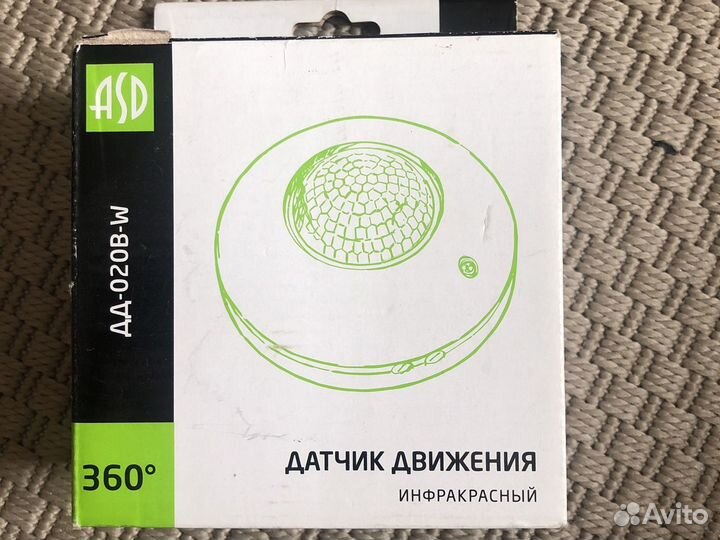 ASD
ДД-020В-W
360°
ДАТЧИК ДВИЖЕНИЯ
ИНФРАКРАСНЫЙ
Avito